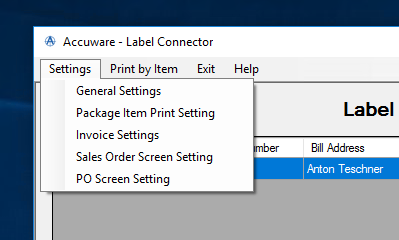 Accuware - Label Connector
Settings Print by Item Exit Help
General Settings
Package Item Print Setting
Invoice Settings
Sales Order Screen Setting
PO Screen Setting
Label
Bill Address
Anton Teschner